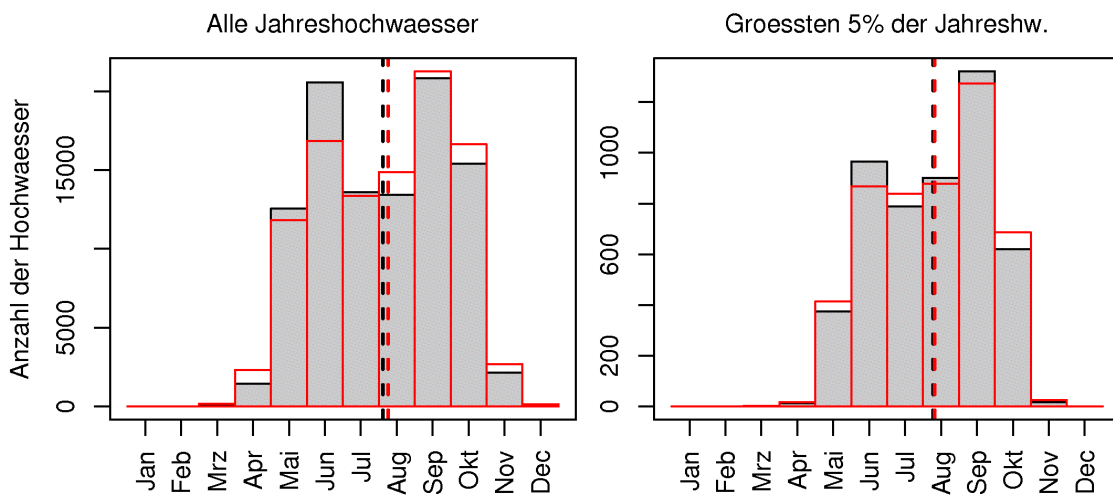 Alle Jahreshochwaesser
Groessten 5% der Jahreshw.
Anzahl der Hochwaesser
0
5000
15000
0
200
600
1000
Jan
Feb
Mrz
Apr
Mai
Jun
Jul
Aug
Sep
Okt
Nov
Dec
Jan
Feb
Mrz
Apr
Mai
Jun
Jul
Aug
Sep
Okt
Nov
Dec